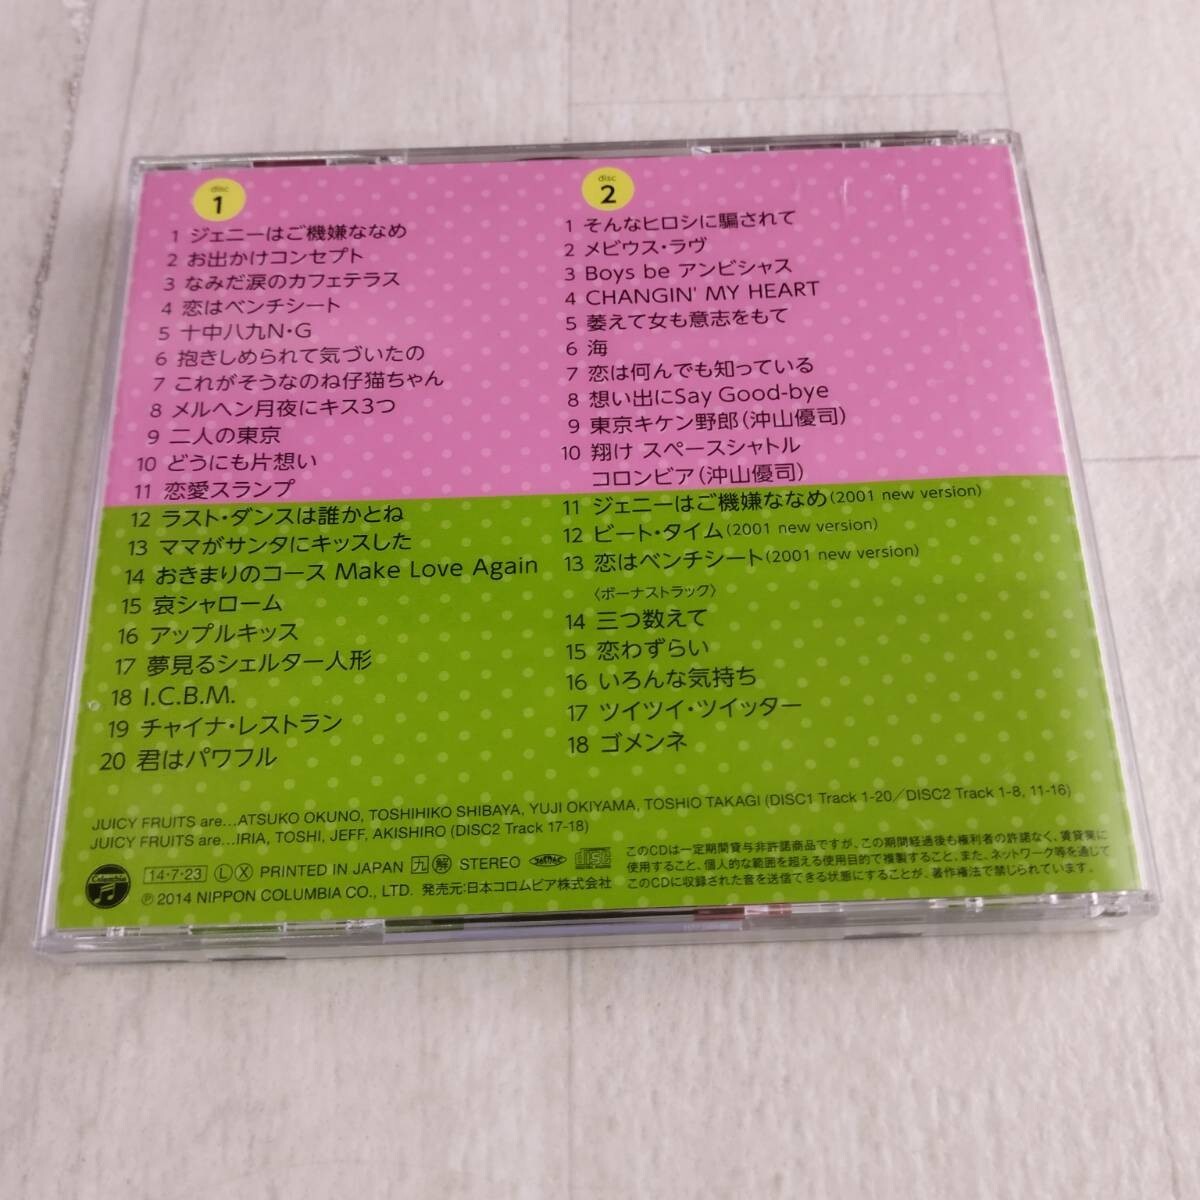 disc
1
1 ジェニーはご機嫌ななめ
2 お出かけコンセプト
3 なみだ涙のカフェテラス
4 恋はベンチシート
5 十中八九N・G
6 抱きしめられて気づいたの
7 これがそうなのね仔猫ちゃん
8 メルヘン月夜にキス3つ
9 二人の東京
10 どうにも片想い
11 恋愛スランプ
12 ラスト・ダンスは誰かとね
13 ママがサンタにキッスした
14 おきまりのコース Make Love Again
15 哀シャローム
16 アップルキッス
17 夢見るシェルター人形
18 I.C.B.M.
19 チャイナ・レストラン
20 君はパワフル
disc
2
1 そんなヒロシに騙されて
2 メビウス・ラヴ
3 Boys be アンビシャス
4 CHANGIN' MY HEART
5 萎えて女も意志をもて
6 海
7 恋は何んでも知っている
8 想い出にSay Good-bye
9 東京キケン野郎(沖山優司)
10 翔け スペースシャトル
コロンビア(沖山優司)
11 ジェニーはご機嫌ななめ(2001 new version)
12 ビート・タイム(2001 new version)
13 恋はベンチシート(2001 new version)
〈ボーナストラック〉
14 三つ数えて
15 恋わずらい
16 いろんな気持ち
17 ツイツイ・ツイッター
18 ゴメンネ
JUICY FRUITS are...ATSUKO OKUNO, TOSHIHIKO SHIBAYA, YUJI OKIYAMA, TOSHIO TAKAGI (DISC1 Track 1-20／DISC2 Track 1-8, 11-16)
JUICY FRUITS are...IRIA, TOSHI, JEFF, AKISHIRO (DISC2 Track 17-18)
Columbia
14・7・23 Ⓛ Ⓧ PRINTED IN JAPAN 九 解 STEREO JASRAC disc
℗ 2014 NIPPON COLUMBIA CO., LTD. 発売元:日本コロムビア株式会社
このCDは一定期間貸与非許諾商品ですが、この期間経過後も権利者の許諾なく、賃貸業に
使用すること、個人的な範囲を超える使用目的で複製すること、また、ネットワーク等を通じて
このCDに収録された音を送信できる状態にすることが、著作権法で禁じられています。